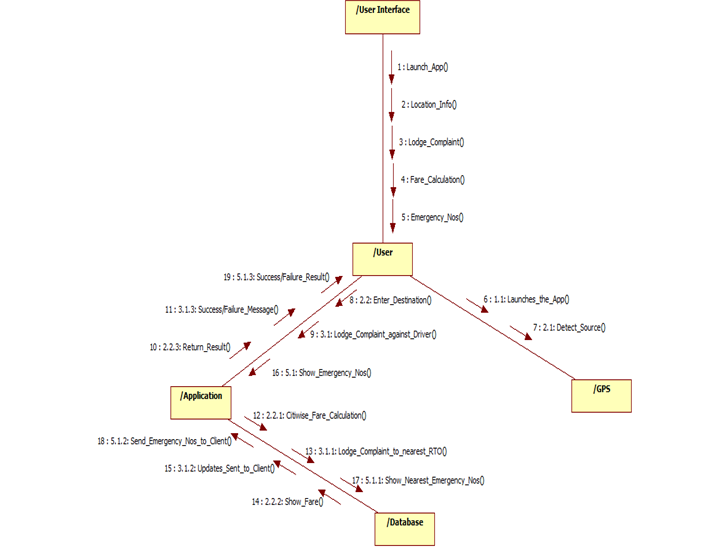 /User Interface
1 : Launch_App()
2 : Location_Info()
3 : Lodge_Complaint()
4 : Fare_Calculation()
5 : Emergency_Nos()
/User
19 : 5.1.3: Success/Failure_Result()
8 : 2.2: Enter_Destination()
6 : 1.1: Launches_the_App()
11 : 3.1.3: Success/Failure_Message()
7 : 2.1: Detect_Source()
9 : 3.1: Lodge_Complaint_against_Driver()
10 : 2.2.3: Return_Result()
16 : 5.1: Show_Emergency_Nos()
/GPS
/Application
12 : 2.2.1: Citiwise_Fare_Calculation()
18 : 5.1.2: Send_Emergency_Nos_to_Client()
13 : 3.1.1: Lodge_Complaint_to_nearest_RTO()
15 : 3.1.2: Updates_Sent_to_Client()
17 : 5.1.1: Show_Nearest_Emergency_Nos()
14 : 2.2.2: Show_Fare()
/Database